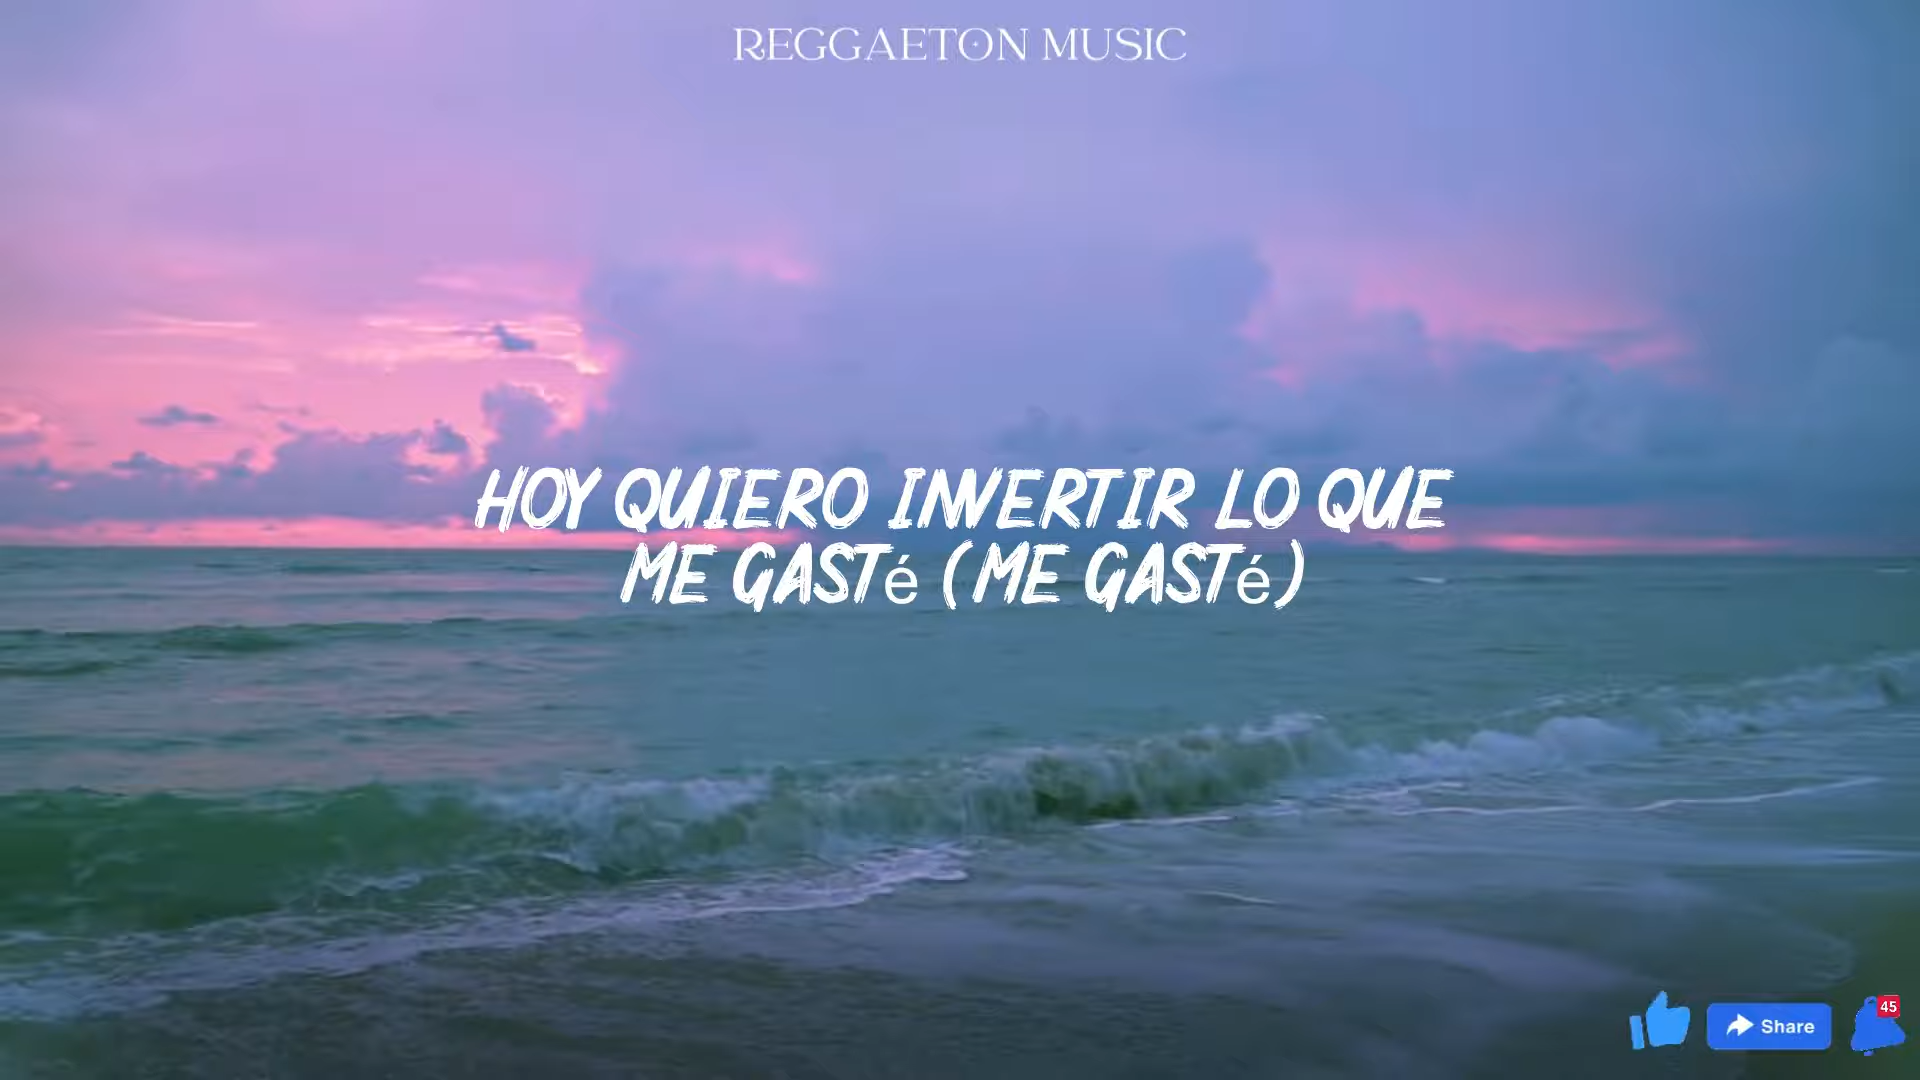 REGGAETON MUSIC
HOY QUIERO INVERTIR LO QUE
ME GASTé (ME GASTé)
Share
45